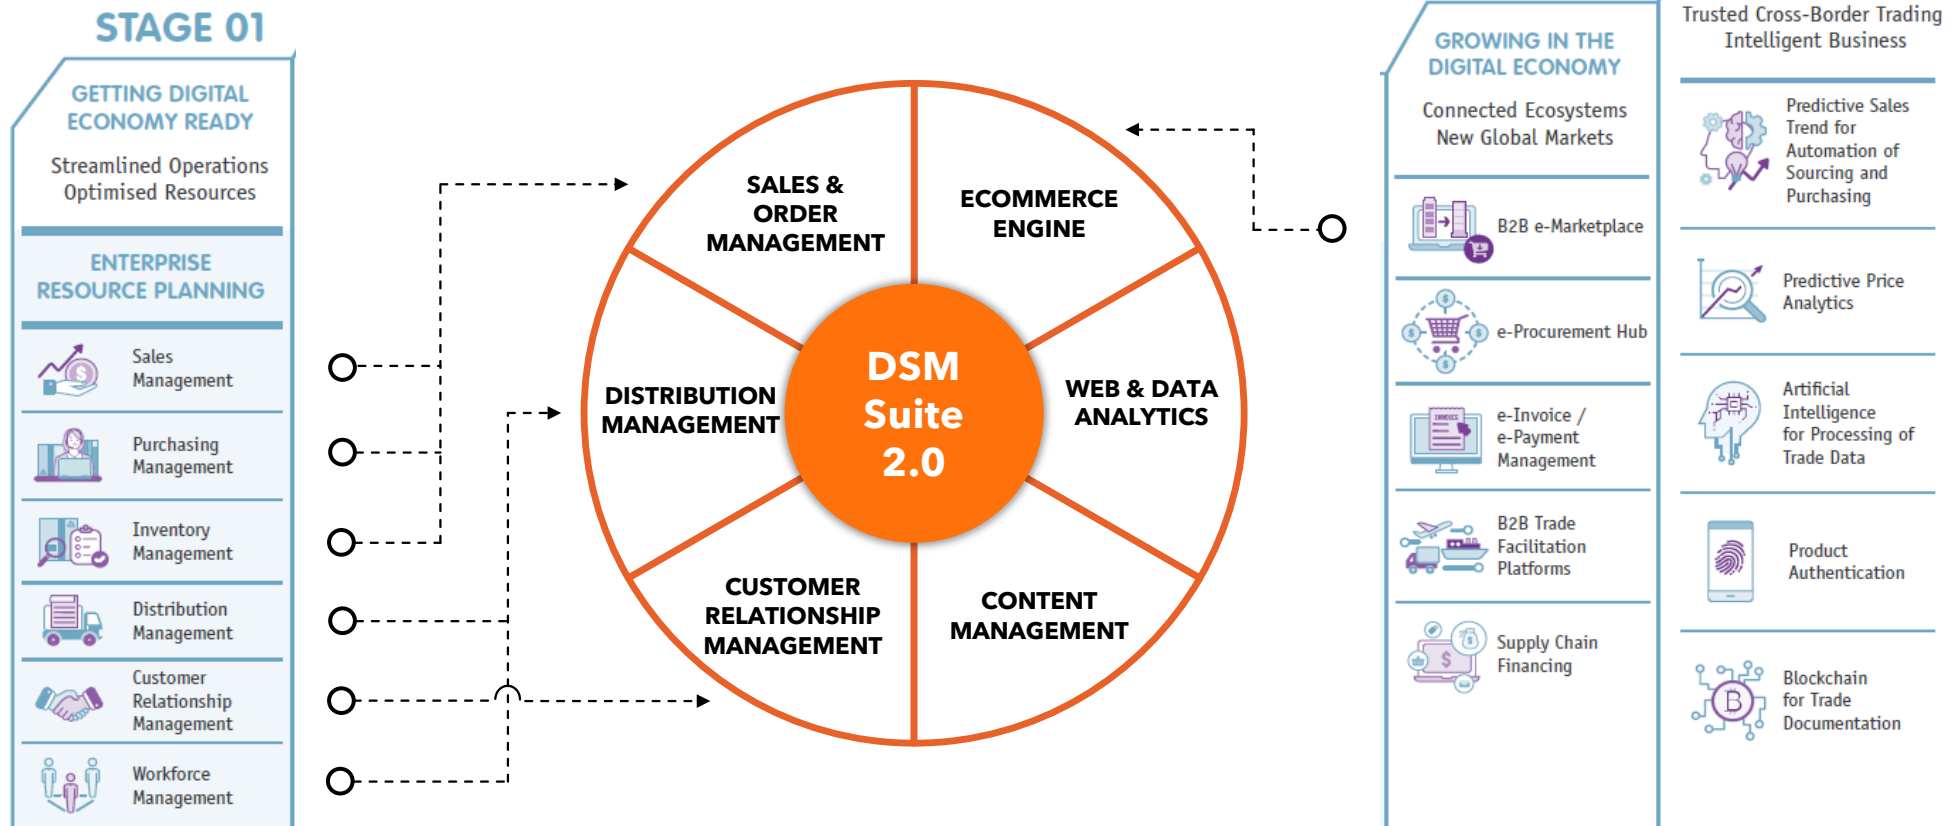 STAGE 01
GETTING DIGITAL
ECONOMY READY
Streamlined Operations
Optimised Resources
ENTERPRISE
RESOURCE PLANNING
Sales
Management
Purchasing
Management
Inventory
Management
Distribution
Management
Customer
Relationship
Management
Workforce
Management
SALES &
ORDER
MANAGEMENT
ECOMMERCE
ENGINE
DISTRIBUTION
MANAGEMENT
DSM
Suite
2.0
WEB & DATA
ANALYTICS
CUSTOMER
RELATIONSHIP
MANAGEMENT
CONTENT
MANAGEMENT
GROWING IN THE
DIGITAL ECONOMY
Connected Ecosystems
New Global Markets
B2B e-Marketplace
e-Procurement Hub
INVOICE
e-Invoice /
e-Payment
Management
B2B Trade
Facilitation
Platforms
Supply Chain
Financing
Trusted Cross-Border Trading
Intelligent Business
Predictive Sales
Trend for
Automation of
Sourcing and
Purchasing
Predictive Price
Analytics
Artificial
Intelligence
for Processing of
Trade Data
Product
Authentication
Blockchain
for Trade
Documentation